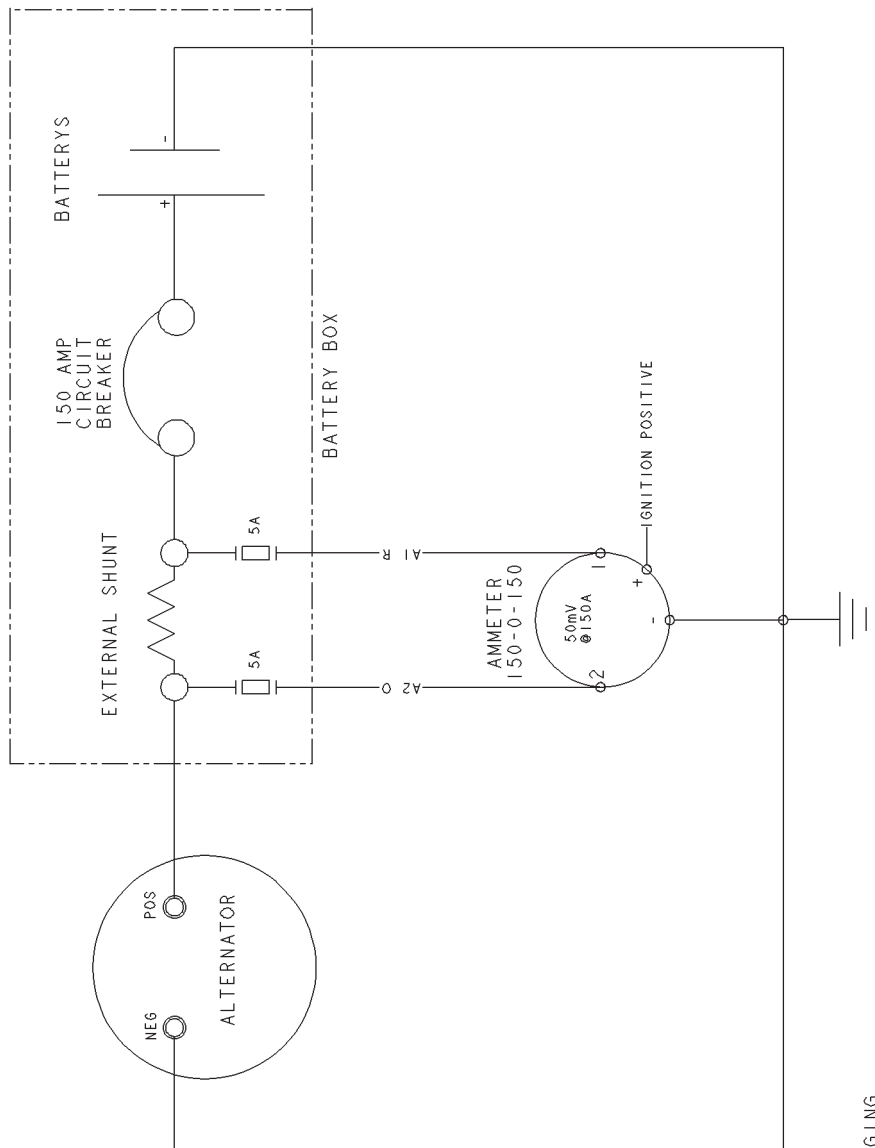 BATTERYS
+
-
150 AMP
CIRCUIT
BREAKER
EXTERNAL SHUNT
NEG
POS
ALTERNATOR
5A
5A
BATTERY BOX
A2 O
A1 R
AMMETER
150-0-150
50mV
@150A
2
1
-
+
IGNITION POSITIVE
GING